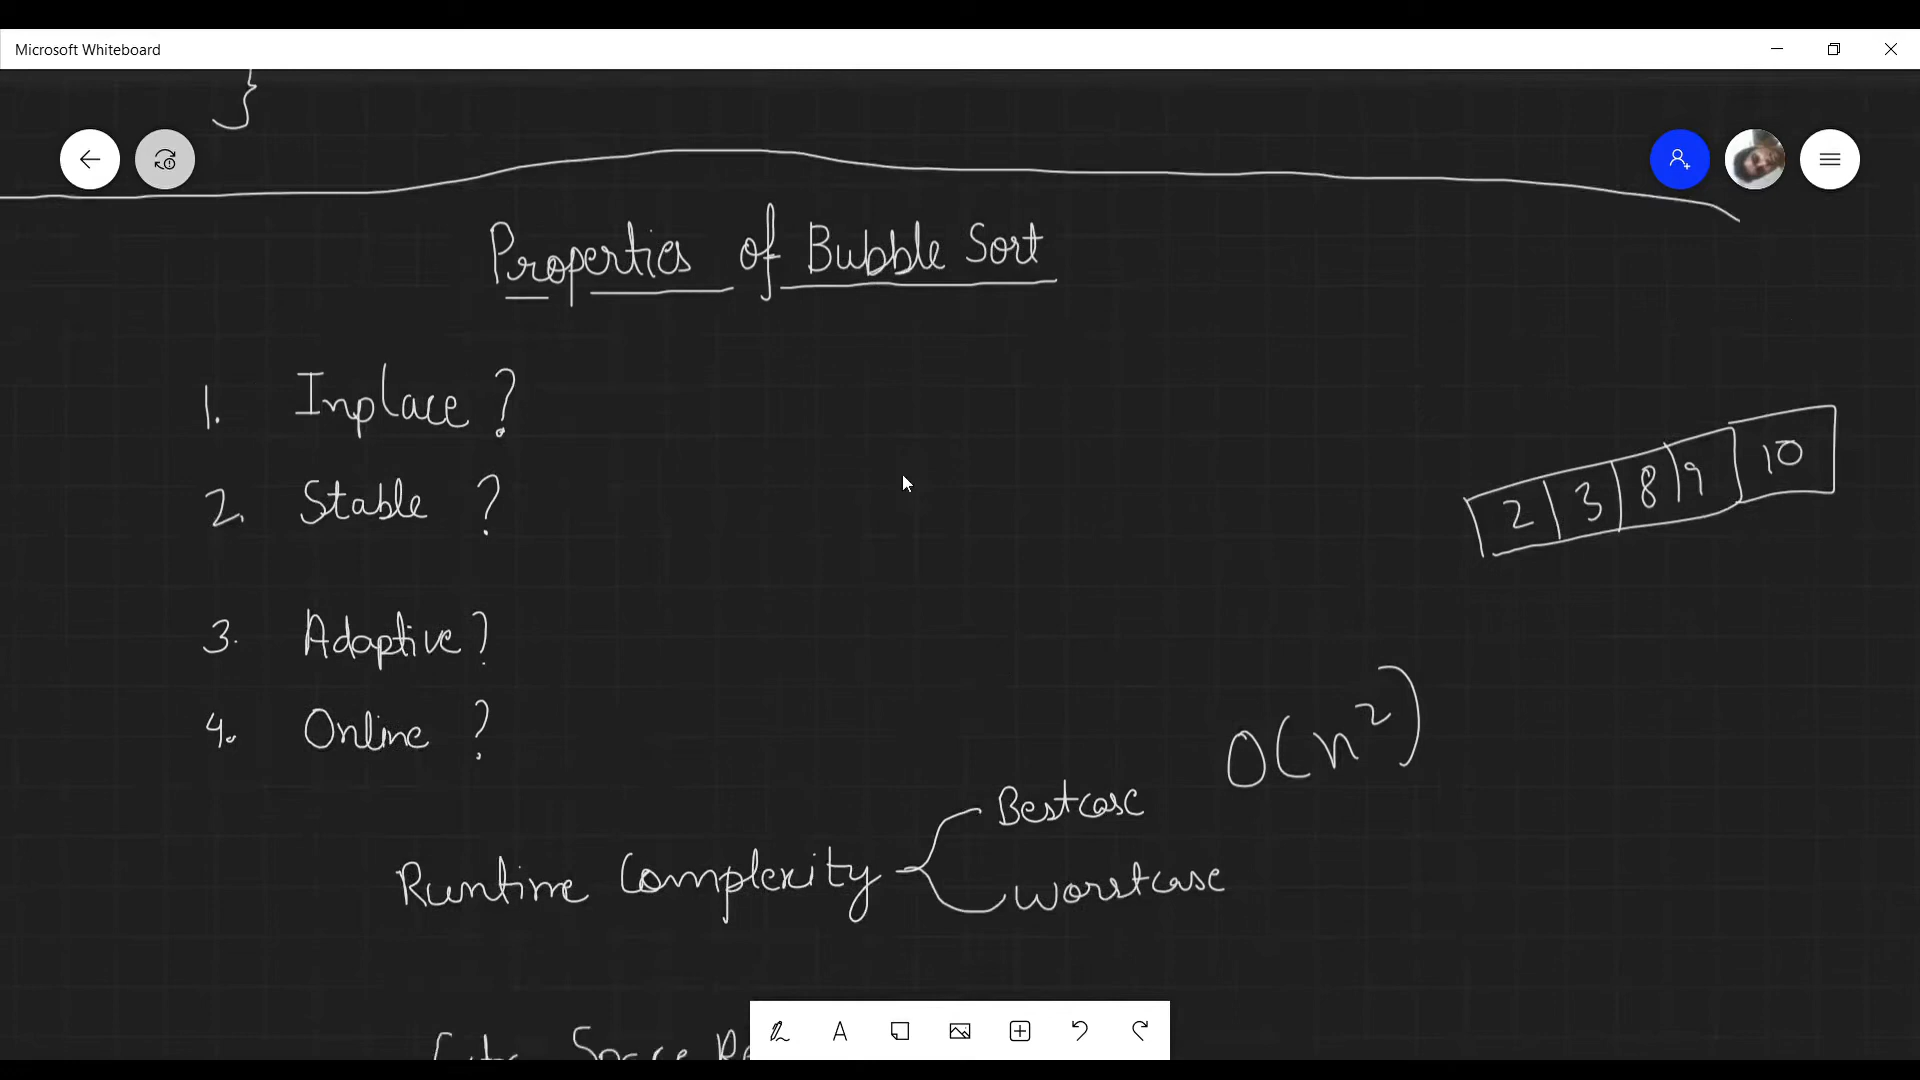 Microsoft Whiteboard
}
Properties of Bubble Sort
1. Inplace ?
2. Stable ?
2 | 3 | 8 | 9 | 10
3. Adaptive ?
4. Online ?
O(n²)
Bestcase
Runtime Complexity
Worstcase
Space